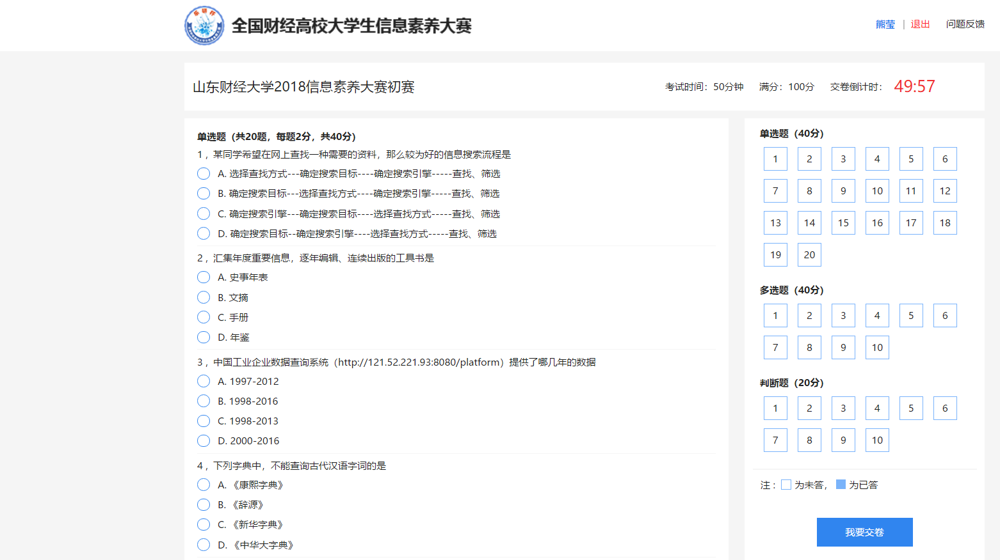 乐研杯
全国财经高校大学生信息素养大赛
熊莹 | 退出 问题反馈
山东财经大学2018信息素养大赛初赛
考试时间：50分钟 满分：100分 交卷倒计时： 49:57
单选题（共20题，每题2分，共40分）
1，某同学希望在网上查找一种需要的资料，那么较为好的信息搜索流程是
A. 选择查找方式---确定搜索目标----确定搜索引擎-----查找、筛选
B. 确定搜索目标---选择查找方式----确定搜索引擎-----查找、筛选
C. 确定搜索引擎---确定搜索目标----选择查找方式-----查找、筛选
D. 确定搜索目标--确定搜索引擎----选择查找方式-----查找、筛选
2，汇集年度重要信息，逐年编辑、连续出版的工具书是
A. 史事年表
B. 文摘
C. 手册
D. 年鉴
3，中国工业企业数据查询系统（http://121.52.221.93:8080/platform）提供了哪几年的数据
A. 1997-2012
B. 1998-2016
C. 1998-2013
D. 2000-2016
4，下列字典中，不能查询古代汉语字词的是
A. 《康熙字典》
B. 《辞源》
C. 《新华字典》
D. 《中华大字典》
单选题（40分）
1 2 3 4 5 6
7 8 9 10 11 12
13 14 15 16 17 18
19 20
多选题（40分）
1 2 3 4 5 6
7 8 9 10
判断题（20分）
1 2 3 4 5 6
7 8 9 10
注： 为未答， 为已答
我要交卷